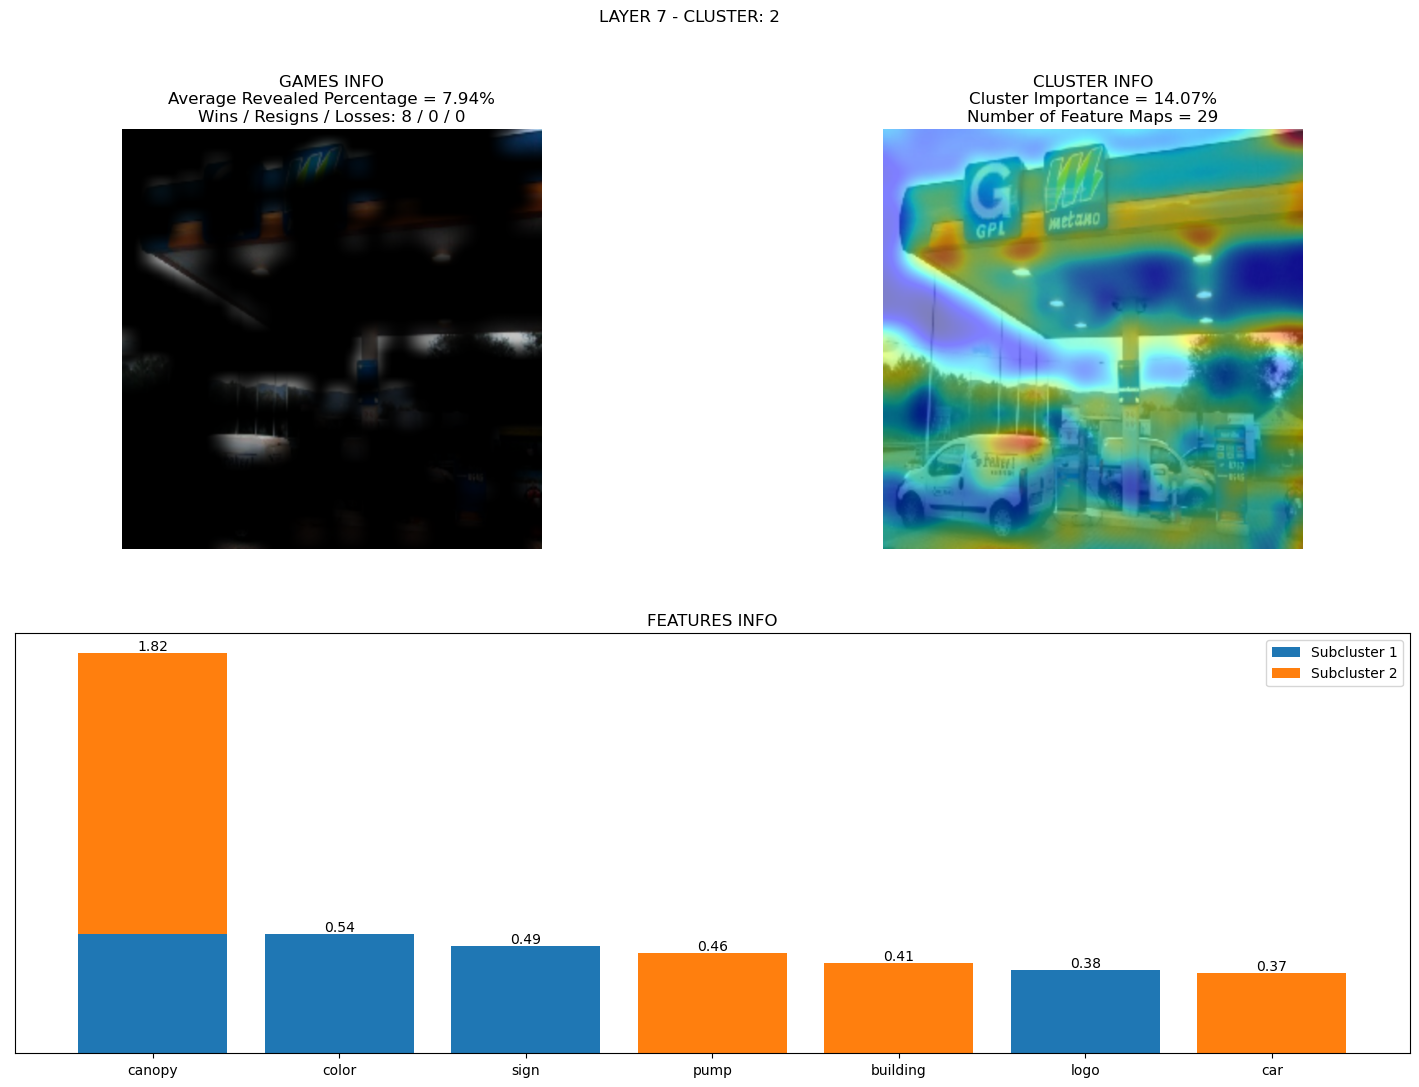 LAYER 7 - CLUSTER: 2
GAMES INFO
Average Revealed Percentage = 7.94%
Wins / Resigns / Losses: 8 / 0 / 0
CLUSTER INFO
Cluster Importance = 14.07%
Number of Feature Maps = 29
G
GPL
metano
FEATURES INFO
Subcluster 1
Subcluster 2
1.82
0.54
0.49
0.46
0.41
0.38
0.37
canopy
color
sign
pump
building
logo
car